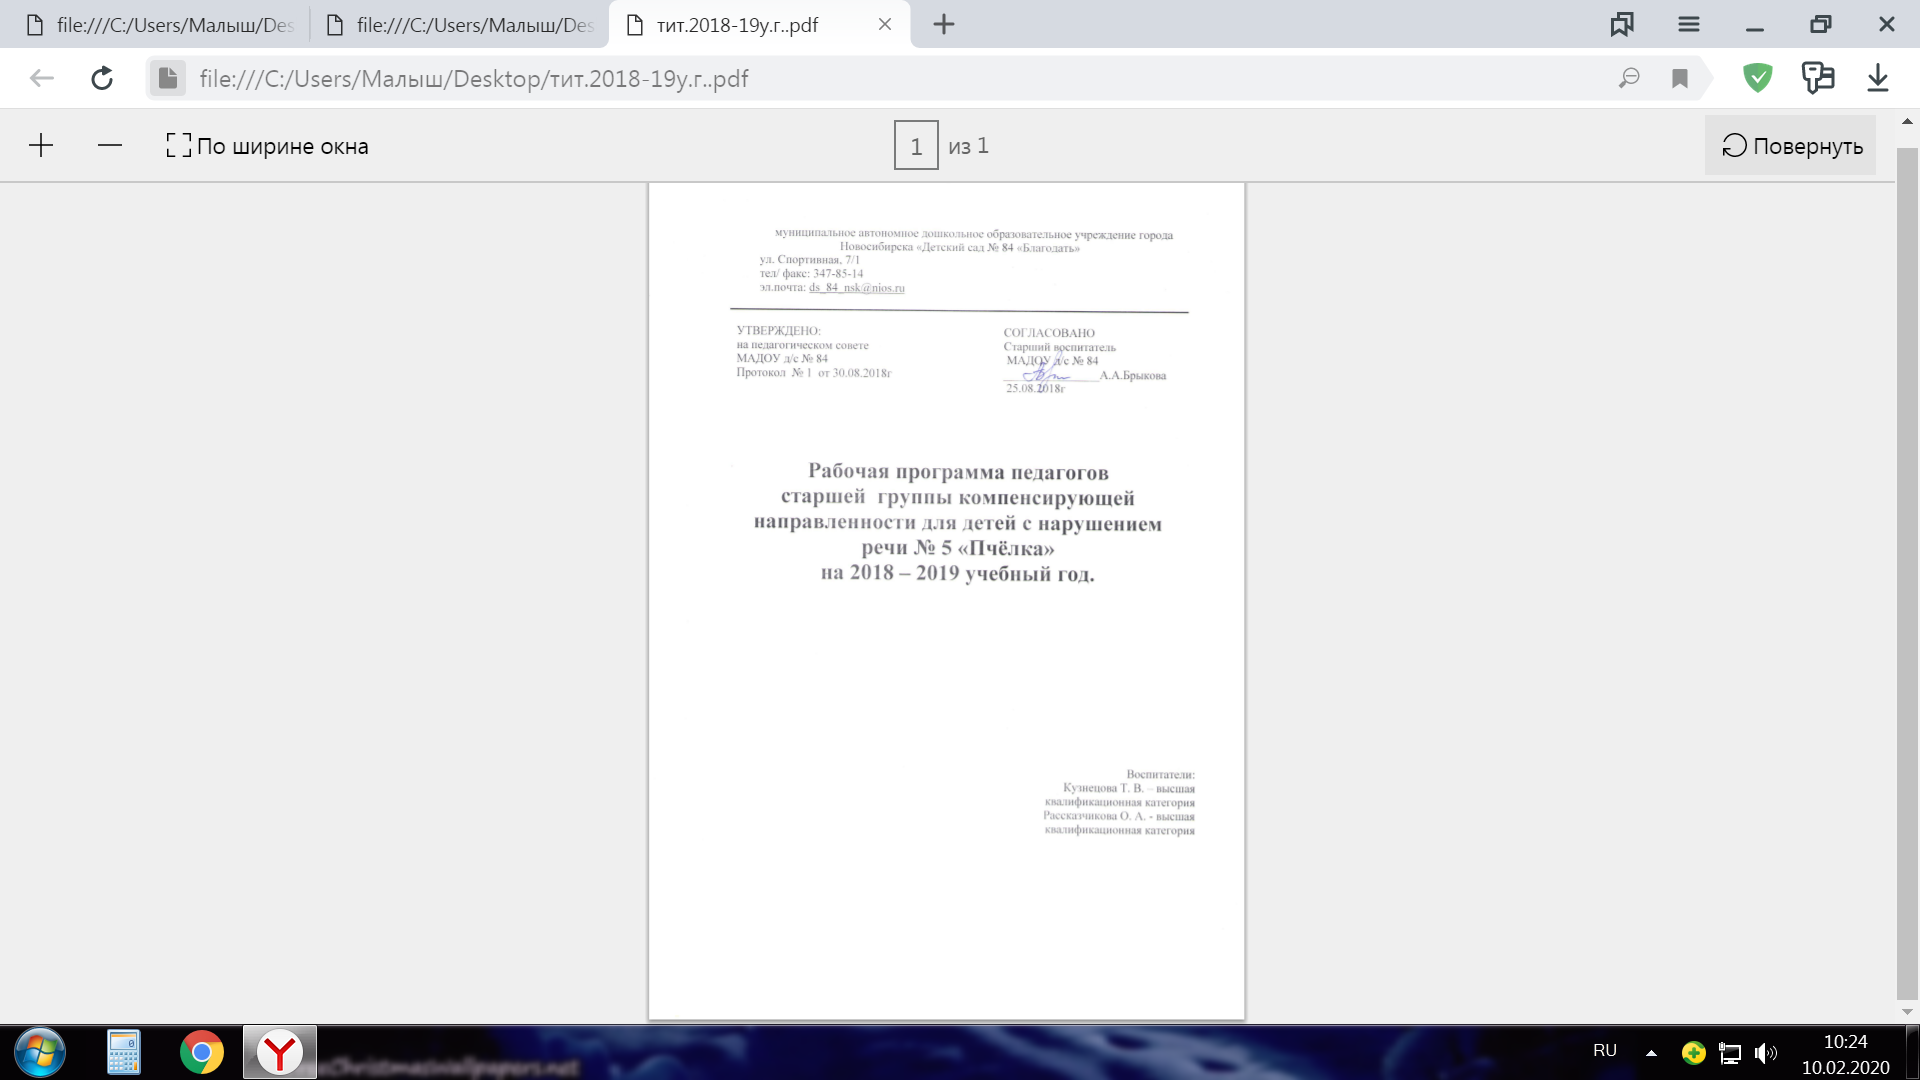 file:///C:/Users/Малыш/Des
file:///C:/Users/Малыш/Des
тит.2018-19у.г..pdf
file:///C:/Users/Малыш/Desktop/тит.2018-19у.г..pdf
По ширине окна
1 из 1
Повернуть
муниципальное автономное дошкольное образовательное учреждение города
Новосибирска «Детский сад № 84 «Благодать»
ул. Спортивная, 7/1
тел/ факс: 347-85-14
эл.почта: ds_84_nsk@nios.ru
УТВЕРЖДЕНО:
на педагогическом совете
МАДОУ д/с № 84
Протокол № 1 от 30.08.2018г
СОГЛАСОВАНО
Старший воспитатель
МАДОУ д/с № 84
А.А.Брыкова
25.08.2018г
Рабочая программа педагогов
старшей группы компенсирующей
направленности для детей с нарушением
речи № 5 «Пчёлка»
на 2018 – 2019 учебный год.
Воспитатели:
Кузнецова Т. В. – высшая
квалификационная категория
Рассказчикова О. А. - высшая
квалификационная категория
RU
10:24
10.02.2020